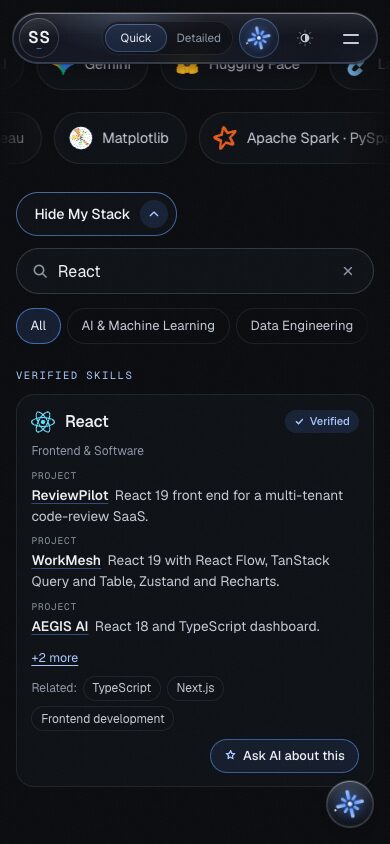 SS
Quick
Detailed
Gemini
Hugging Face
eau
Matplotlib
Apache Spark · PySp
Hide My Stack
React
All
AI & Machine Learning
Data Engineering
VERIFIED SKILLS
React
Verified
Frontend & Software
PROJECT
ReviewPilot React 19 front end for a multi-tenant
code-review SaaS.
PROJECT
WorkMesh React 19 with React Flow, TanStack
Query and Table, Zustand and Recharts.
PROJECT
AEGIS AI React 18 and TypeScript dashboard.
+2 more
Related: TypeScript Next.js
Frontend development
Ask AI about this